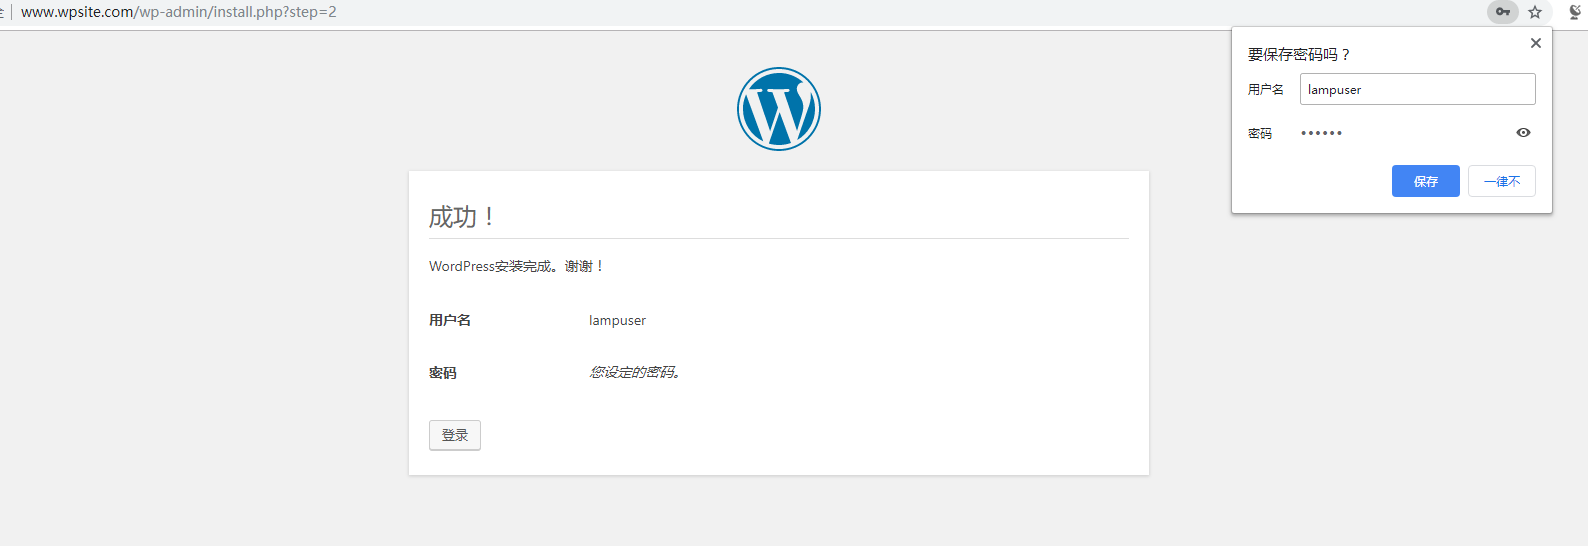 www.wpsite.com/wp-admin/install.php?step=2
要保存密码吗？
用户名 lampuser
密码 ••••••
保存 一律不
成功！
WordPress安装完成。谢谢！
用户名 lampuser
密码 您设定的密码。
登录